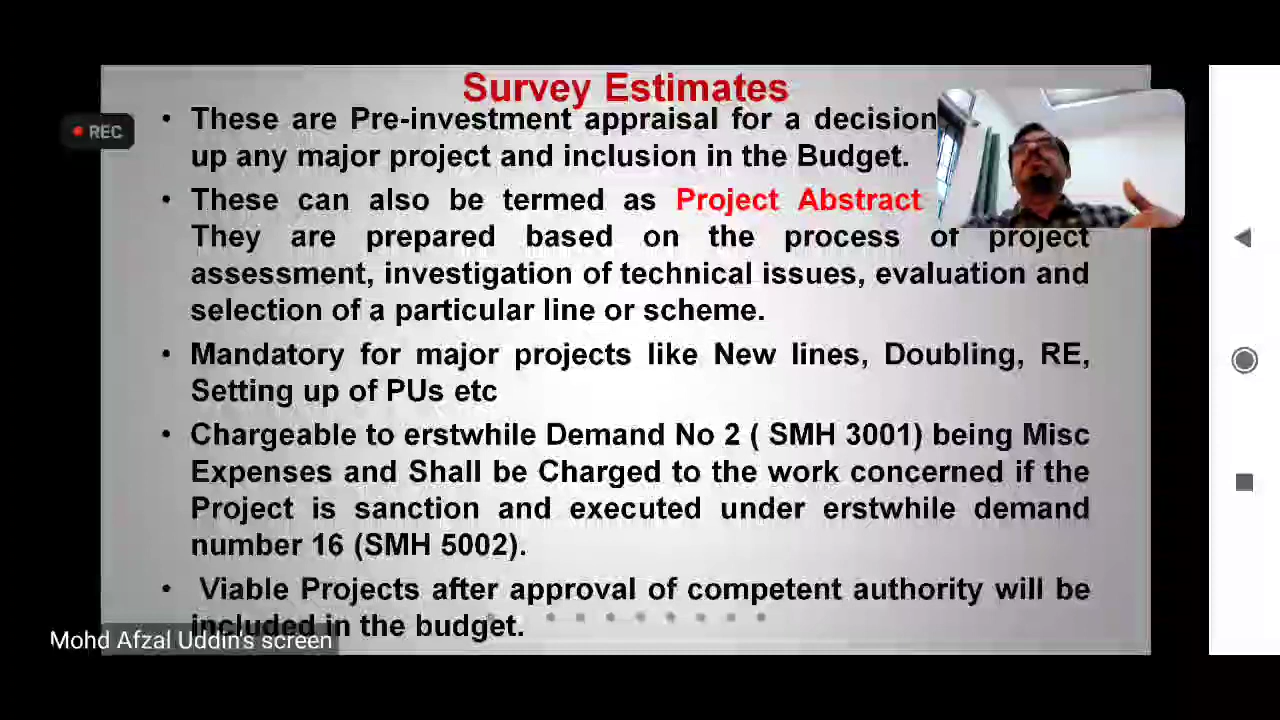 Survey Estimates
• These are Pre-investment appraisal for a decision
up any major project and inclusion in the Budget.
REC
• These can also be termed as Project Abstract
They are prepared based on the process of project
assessment, investigation of technical issues, evaluation and
selection of a particular line or scheme.
• Mandatory for major projects like New lines, Doubling, RE,
Setting up of PUs etc
• Chargeable to erstwhile Demand No 2 ( SMH 3001) being Misc
Expenses and Shall be Charged to the work concerned if the
Project is sanction and executed under erstwhile demand
number 16 (SMH 5002).
• Viable Projects after approval of competent authority will be
included in the budget.
Mohd Afzal Uddin's screen